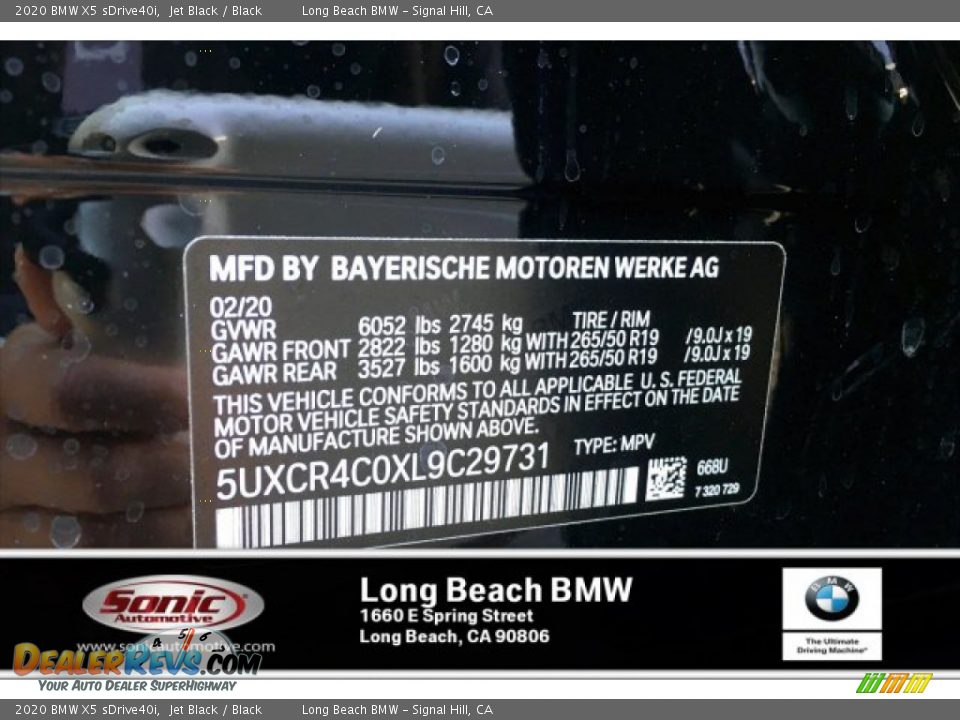 2020 BMW X5 sDrive40i,  Jet Black / Black        Long Beach BMW - Signal Hill, CA
MFD BY BAYERISCHE MOTOREN WERKE AG
02/20
GVWR 6052 lbs 2745 kg TIRE / RIM
GAWR FRONT 2822 lbs 1280 kg WITH 265/50 R19 /9.0J x 19
GAWR REAR 3527 lbs 1600 kg WITH 265/50 R19 /9.0J x 19
THIS VEHICLE CONFORMS TO ALL APPLICABLE U. S. FEDERAL
MOTOR VEHICLE SAFETY STANDARDS IN EFFECT ON THE DATE
OF MANUFACTURE SHOWN ABOVE.
5UXCR4C0XL9C29731 TYPE: MPV
668U
7 320 729
Sonic
Automotive
www.sonicautomotive.com
Long Beach BMW
1660 E Spring Street
Long Beach, CA 90806
BMW
The Ultimate
Driving Machine®
4 5 6
DealerRevs.com
Your Auto Dealer SuperHighway
2020 BMW X5 sDrive40i,  Jet Black / Black        Long Beach BMW - Signal Hill, CA